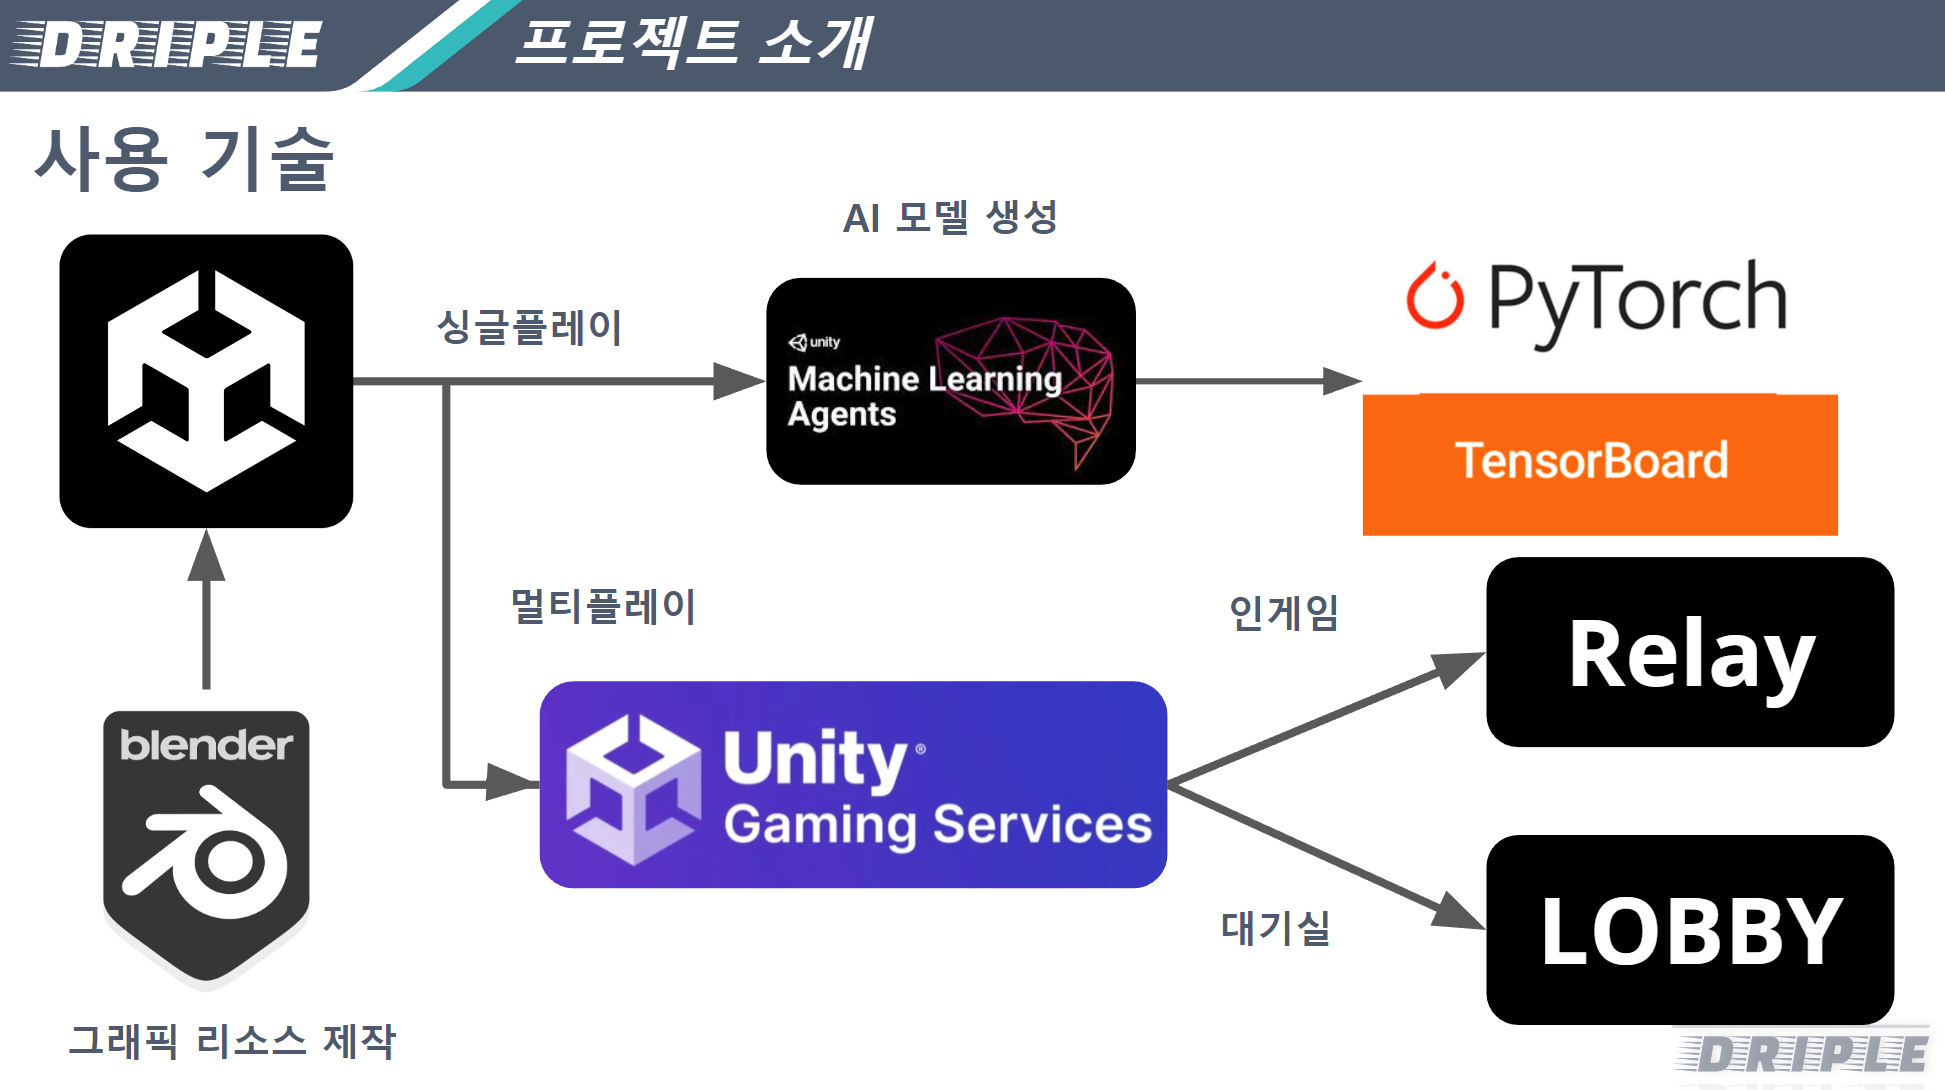 DRIPLE
프로젝트 소개
사용 기술
AI 모델 생성
싱글플레이
unity
Machine Learning
Agents
PyTorch
TensorBoard
멀티플레이
인게임
Relay
blender
Unity®
Gaming Services
대기실
LOBBY
그래픽 리소스 제작
DRIPLE